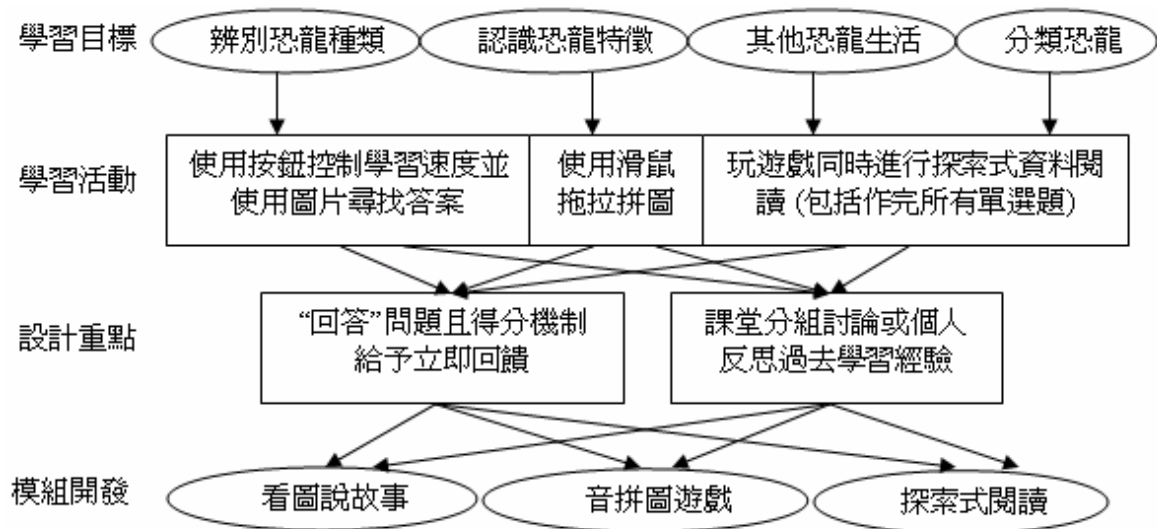 學習目標
辨別恐龍種類
認識恐龍特徵
其他恐龍生活
分類恐龍
學習活動
使用按鈕控制學習速度並
使用圖片尋找答案
使用滑鼠
拖拉拼圖
玩遊戲同時進行探索式資料閱
讀 (包括作完所有單選題)
設計重點
“回答”問題且得分機制
給予立即回饋
課堂分組討論或個人
反思過去學習經驗
模組開發
看圖說故事
音拼圖遊戲
探索式閱讀